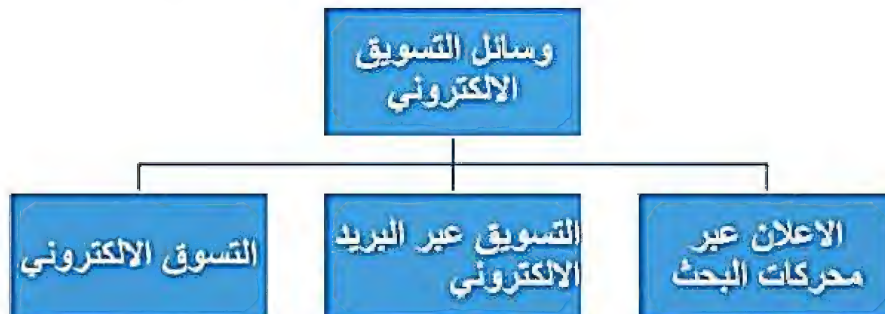 وسائل التسويق
الالكتروني
الاعلان عبر
محركات البحث
التسويق عبر البريد
الالكتروني
التسوق الالكتروني